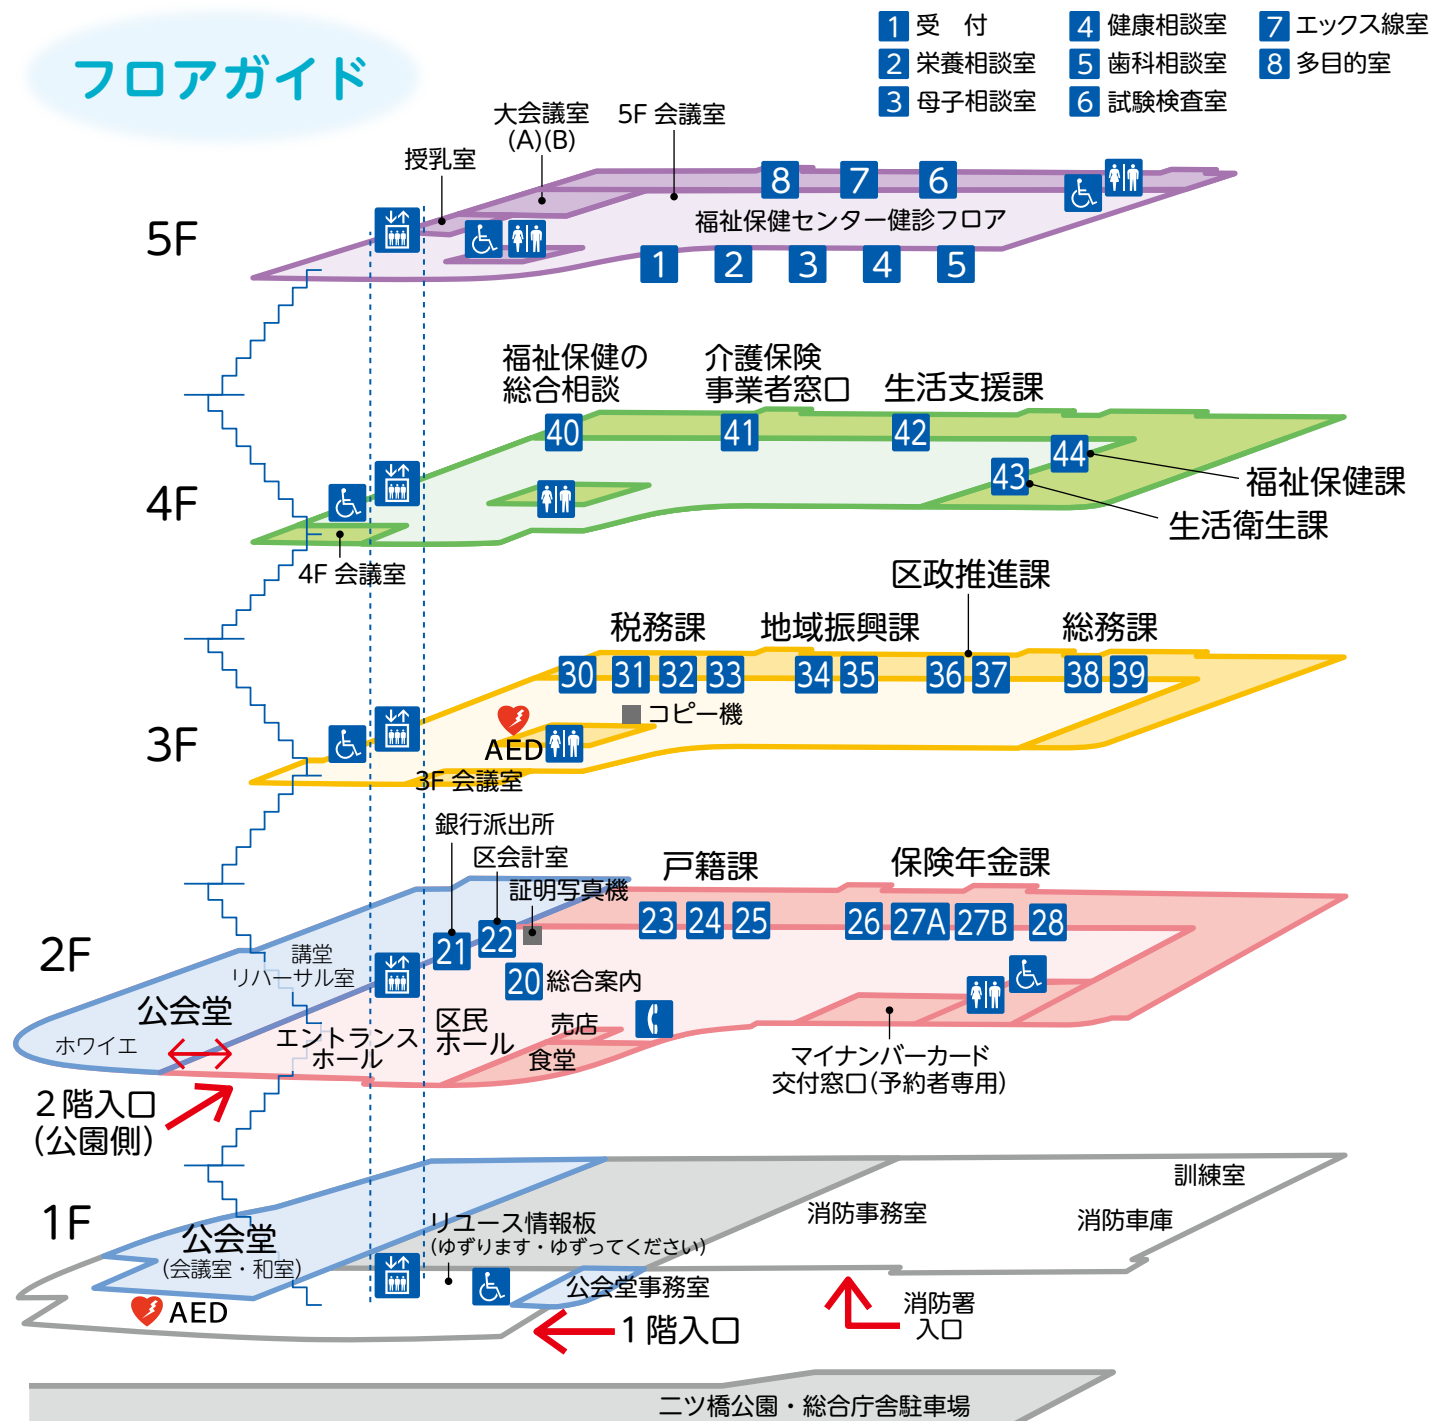 フロアガイド
1 受　付
2 栄養相談室
3 母子相談室
4 健康相談室
5 歯科相談室
6 試験検査室
7 エックス線室
8 多目的室
5F
授乳室
大会議室
(A)(B)
5F 会議室
8 7 6
福祉保健センター健診フロア
1 2 3 4 5
4F
福祉保健の
総合相談
介護保険
事業者窓口
生活支援課
40 41 42
44
43
福祉保健課
生活衛生課
4F 会議室
3F
区政推進課
税務課
地域振興課
総務課
30 31 32 33 34 35 36 37 38 39
コピー機
AED
3F 会議室
2F
銀行派出所
区会計室
証明写真機
戸籍課
保険年金課
21 22 23 24 25 26 27A 27B 28
20 総合案内
講堂
リハーサル室
公会堂
ホワイエ
エントランス
ホール
区民
ホール
売店
食堂
マイナンバーカード
交付窓口(予約者専用)
2階入口
(公園側)
1F
公会堂
(会議室・和室)
AED
リユース情報板
(ゆずります・ゆずってください)
公会堂事務室
消防事務室
訓練室
消防車庫
1階入口
消防署
入口
二ツ橋公園・総合庁舎駐車場